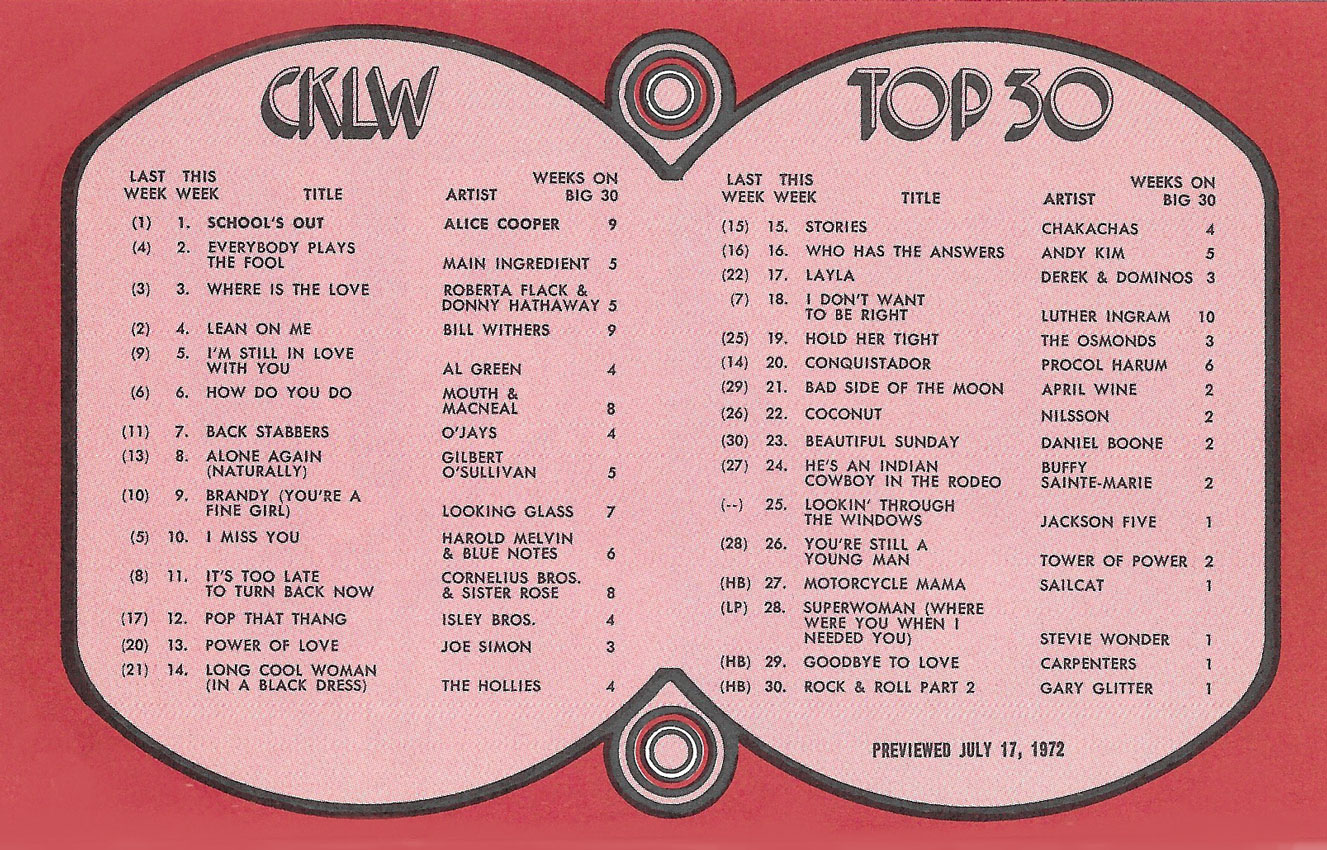 CKLW
LAST THIS WEEKS ON
WEEK WEEK TITLE ARTIST BIG 30
(1) 1. SCHOOL'S OUT ALICE COOPER 9
(4) 2. EVERYBODY PLAYS
THE FOOL MAIN INGREDIENT 5
(3) 3. WHERE IS THE LOVE ROBERTA FLACK &
DONNY HATHAWAY 5
(2) 4. LEAN ON ME BILL WITHERS 9
(9) 5. I'M STILL IN LOVE
WITH YOU AL GREEN 4
(6) 6. HOW DO YOU DO MOUTH &
MACNEAL 8
(11) 7. BACK STABBERS O'JAYS 4
(13) 8. ALONE AGAIN GILBERT
(NATURALLY) O'SULLIVAN 5
(10) 9. BRANDY (YOU'RE A
FINE GIRL) LOOKING GLASS 7
(5) 10. I MISS YOU HAROLD MELVIN
& BLUE NOTES 6
(8) 11. IT'S TOO LATE CORNELIUS BROS.
TO TURN BACK NOW & SISTER ROSE 8
(17) 12. POP THAT THANG ISLEY BROS. 4
(20) 13. POWER OF LOVE JOE SIMON 3
(21) 14. LONG COOL WOMAN
(IN A BLACK DRESS) THE HOLLIES 4
TOP 30
LAST THIS WEEKS ON
WEEK WEEK TITLE ARTIST BIG 30
(15) 15. STORIES CHAKACHAS 4
(16) 16. WHO HAS THE ANSWERS ANDY KIM 5
(22) 17. LAYLA DEREK & DOMINOS 3
(7) 18. I DON'T WANT
TO BE RIGHT LUTHER INGRAM 10
(25) 19. HOLD HER TIGHT THE OSMONDS 3
(14) 20. CONQUISTADOR PROCOL HARUM 6
(29) 21. BAD SIDE OF THE MOON APRIL WINE 2
(26) 22. COCONUT NILSSON 2
(30) 23. BEAUTIFUL SUNDAY DANIEL BOONE 2
(27) 24. HE'S AN INDIAN BUFFY
COWBOY IN THE RODEO SAINTE-MARIE 2
(--) 25. LOOKIN' THROUGH
THE WINDOWS JACKSON FIVE 1
(28) 26. YOU'RE STILL A
YOUNG MAN TOWER OF POWER 2
(HB) 27. MOTORCYCLE MAMA SAILCAT 1
(LP) 28. SUPERWOMAN (WHERE
WERE YOU WHEN I
NEEDED YOU) STEVIE WONDER 1
(HB) 29. GOODBYE TO LOVE CARPENTERS 1
(HB) 30. ROCK & ROLL PART 2 GARY GLITTER 1
PREVIEWED JULY 17, 1972